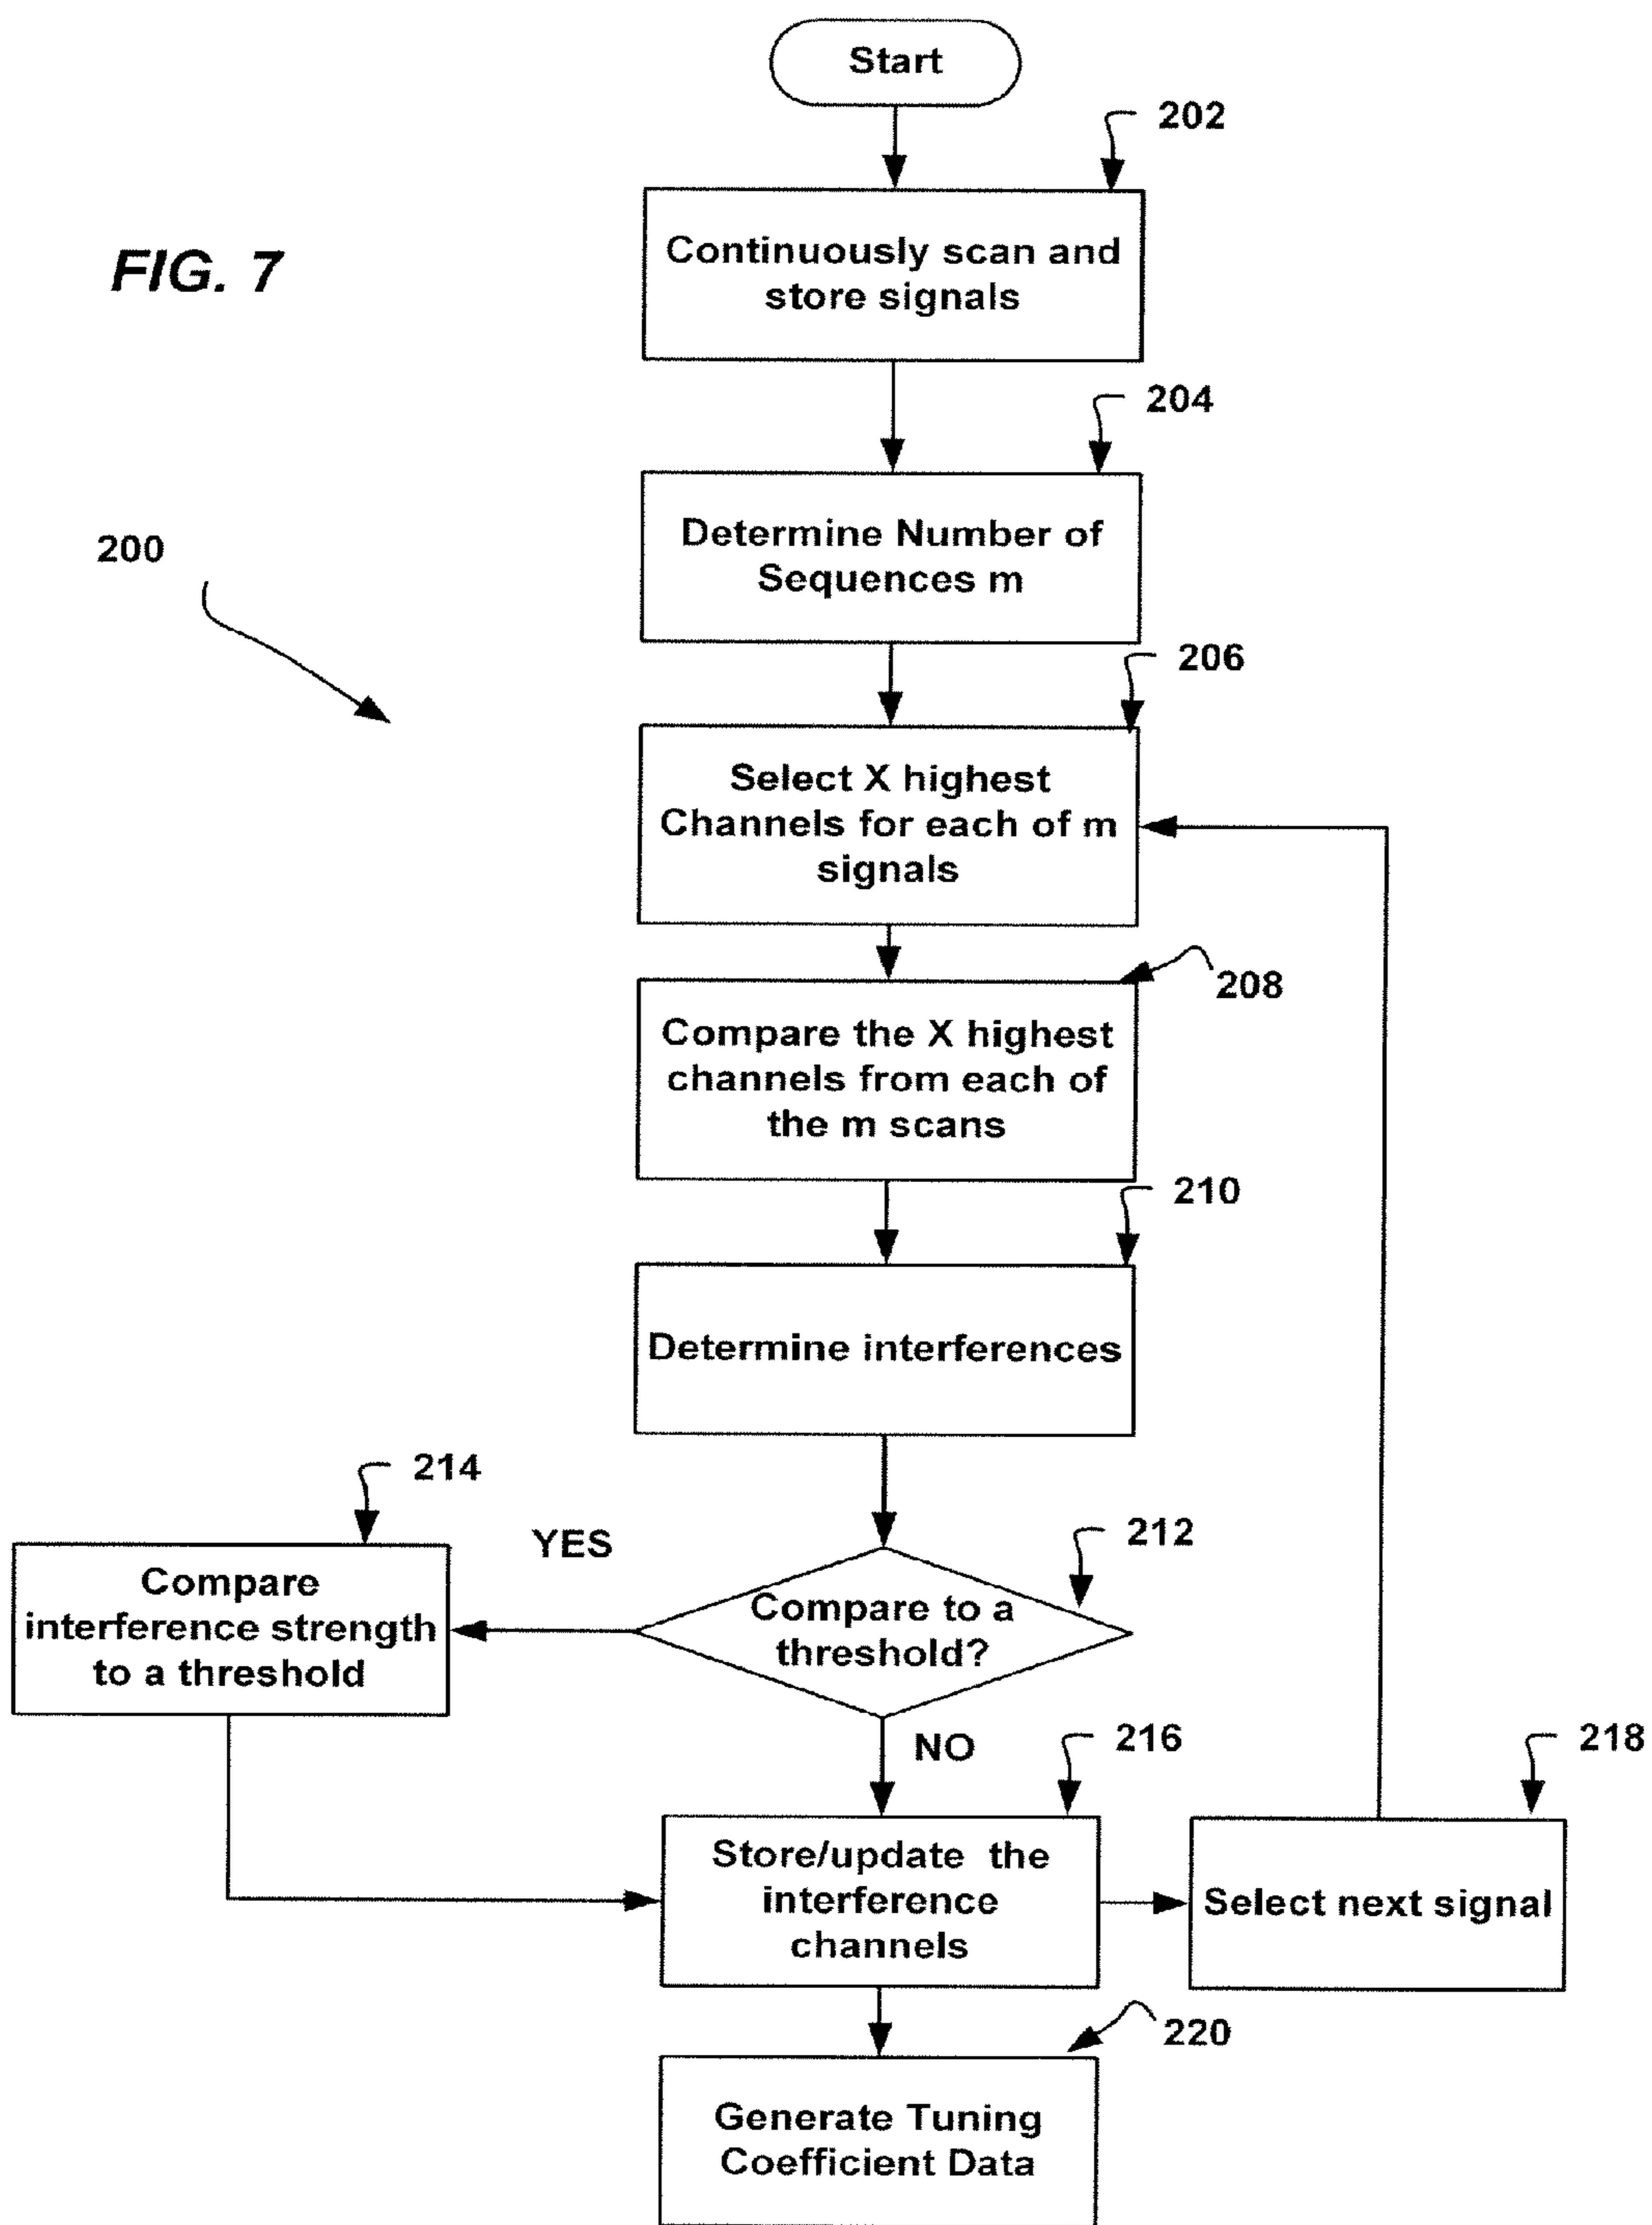 Start
202
Continuously scan and
store signals
FIG. 7
204
Determine Number of
Sequences m
200
206
Select X highest
Channels for each of m
signals
208
Compare the X highest
channels from each of
the m scans
210
Determine interferences
214
YES
212
Compare
interference strength
to a threshold
Compare to a
threshold?
NO
216
218
Store/update the
interference
channels
Select next signal
220
Generate Tuning
Coefficient Data